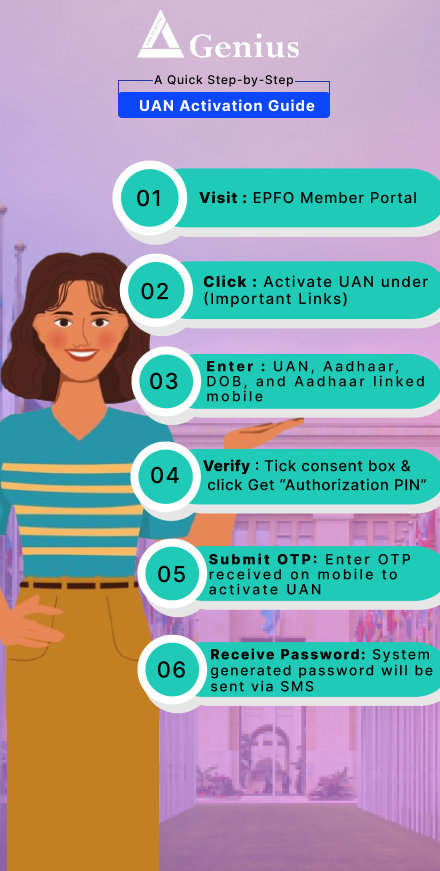 Genius
A Quick Step-by-Step
UAN Activation Guide
01
Visit : EPFO Member Portal
02
Click : Activate UAN under
(Important Links)
03
Enter : UAN, Aadhaar,
DOB, and Aadhaar linked
mobile
04
Verify : Tick consent box &
click Get “Authorization PIN”
05
Submit OTP: Enter OTP
received on mobile to
activate UAN
06
Receive Password: System
generated password will be
sent via SMS